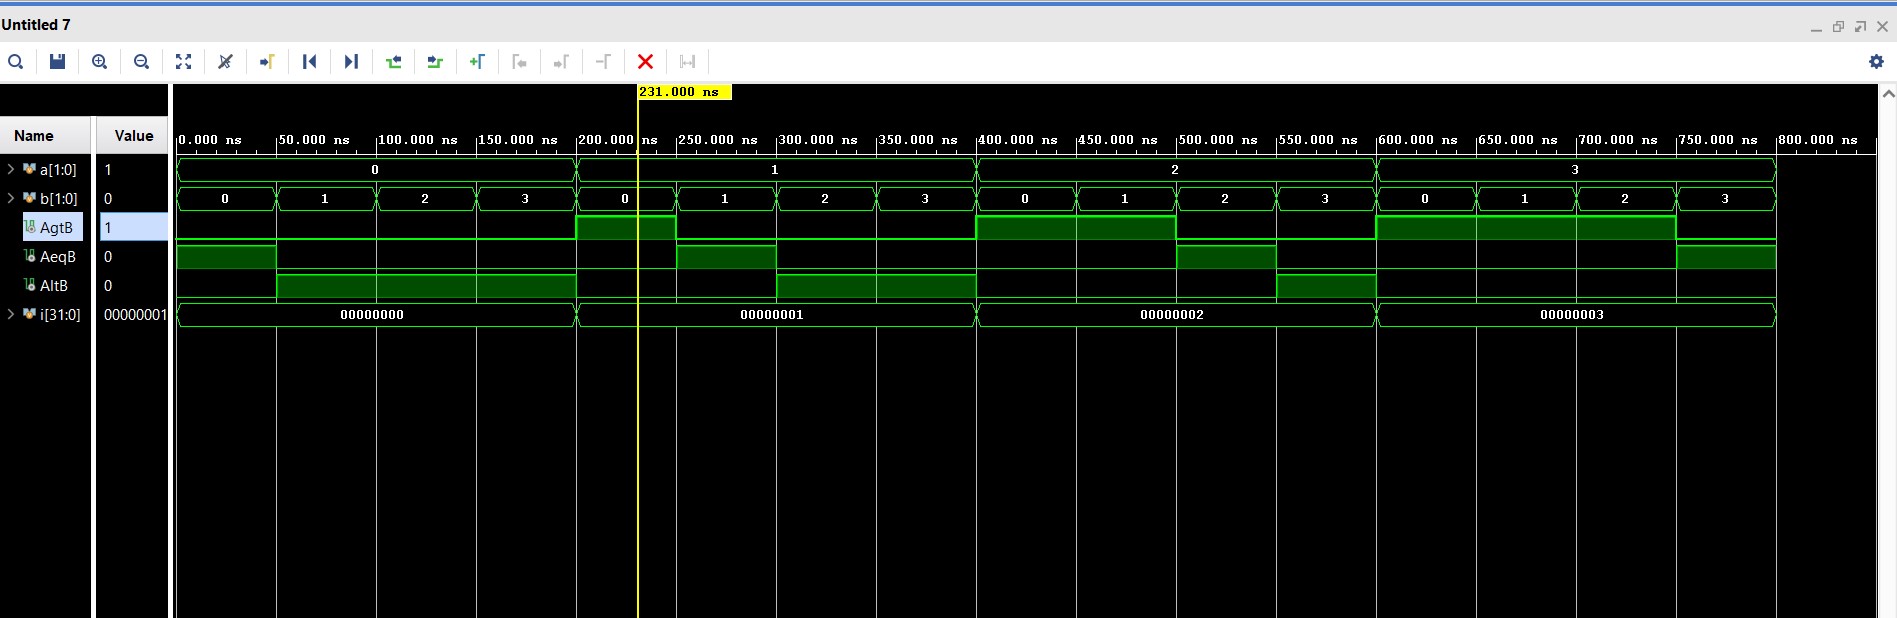 Untitled 7
231.000 ns
Name Value
0.000 ns 50.000 ns 100.000 ns 150.000 ns 200.000 ns 250.000 ns 300.000 ns 350.000 ns 400.000 ns 450.000 ns 500.000 ns 550.000 ns 600.000 ns 650.000 ns 700.000 ns 750.000 ns 800.000 ns
a[1:0] 1 0 1 2 3
b[1:0] 0 0 1 2 3 0 1 2 3 0 1 2 3 0 1 2 3
AgtB 1
AeqB 0
AltB 0
i[31:0] 00000001 00000000 00000001 00000002 00000003